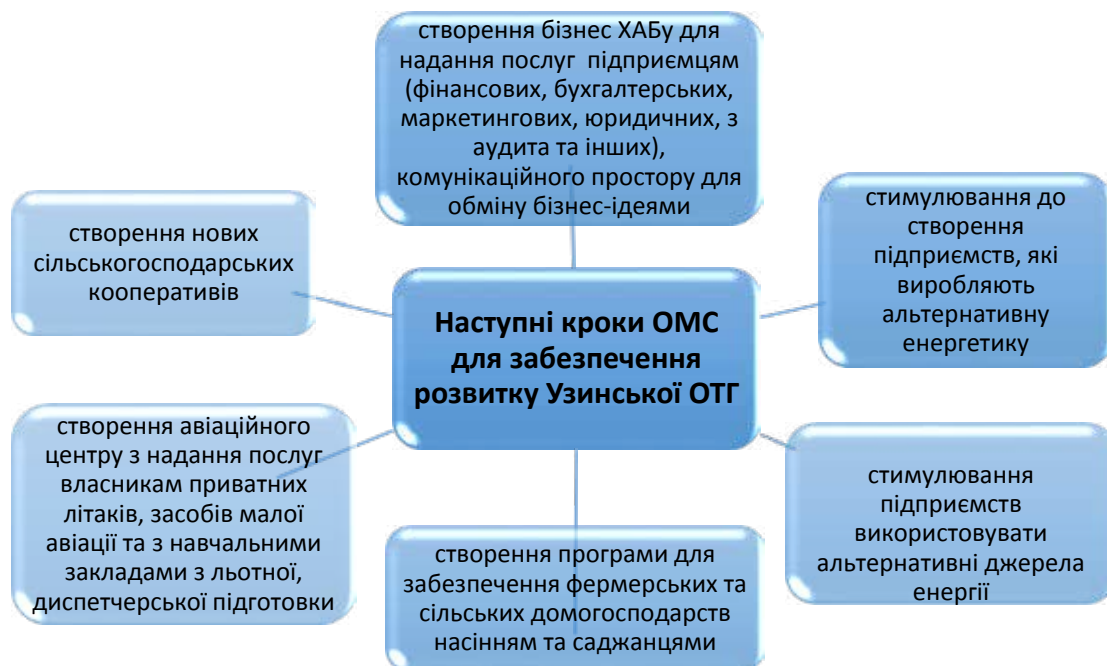 створення бізнес ХАБу для
надання послуг підприємцям
(фінансових, бухгалтерських,
маркетингових, юридичних, з
аудита та інших),
комунікаційного простору для
обміну бізнес-ідеями
створення нових
сільськогосподарських
кооперативів
стимулювання до
створення
підприємств, які
виробляють
альтернативну
енергетику
Наступні кроки ОМС
для забезпечення
розвитку Узинської ОТГ
створення авіаційного
центру з надання послуг
власникам приватних
літаків, засобів малої
авіації та з навчальними
закладами з льотної,
диспетчерської підготовки
стимулювання
підприємств
використовувати
альтернативні джерела
енергії
створення програми для
забезпечення фермерських та
сільських домогосподарств
насінням та саджанцями